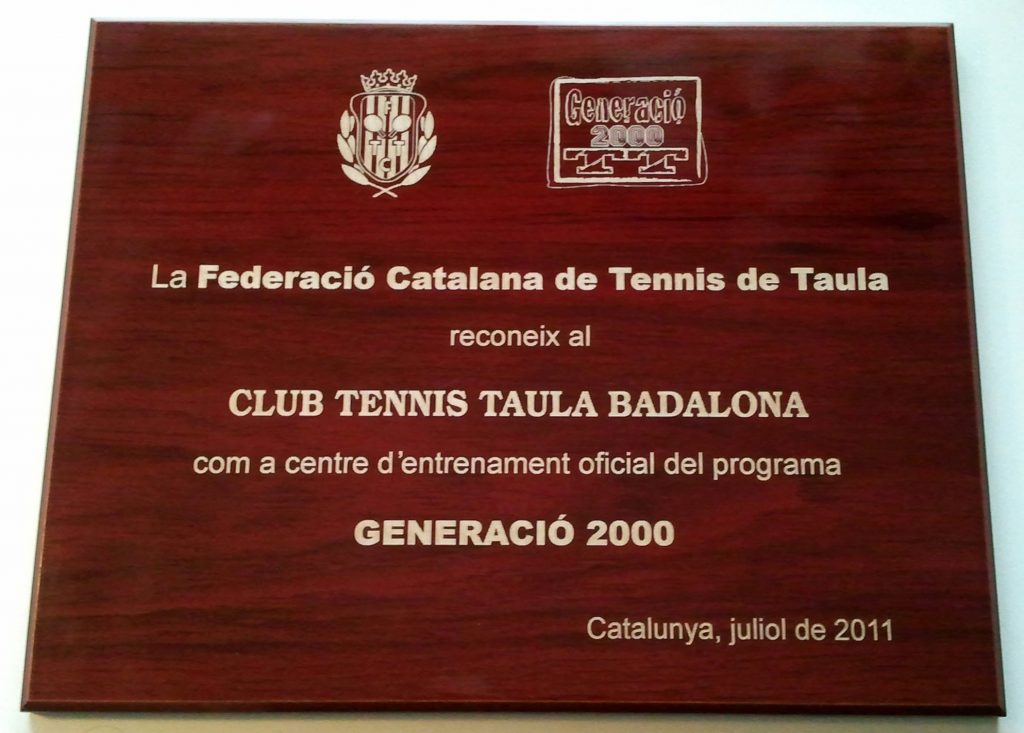 F
T T
C
Generació
2000
TT
La Federació Catalana de Tennis de Taula
reconeix al
CLUB TENNIS TAULA BADALONA
com a centre d'entrenament oficial del programa
GENERACIÓ 2000
Catalunya, juliol de 2011